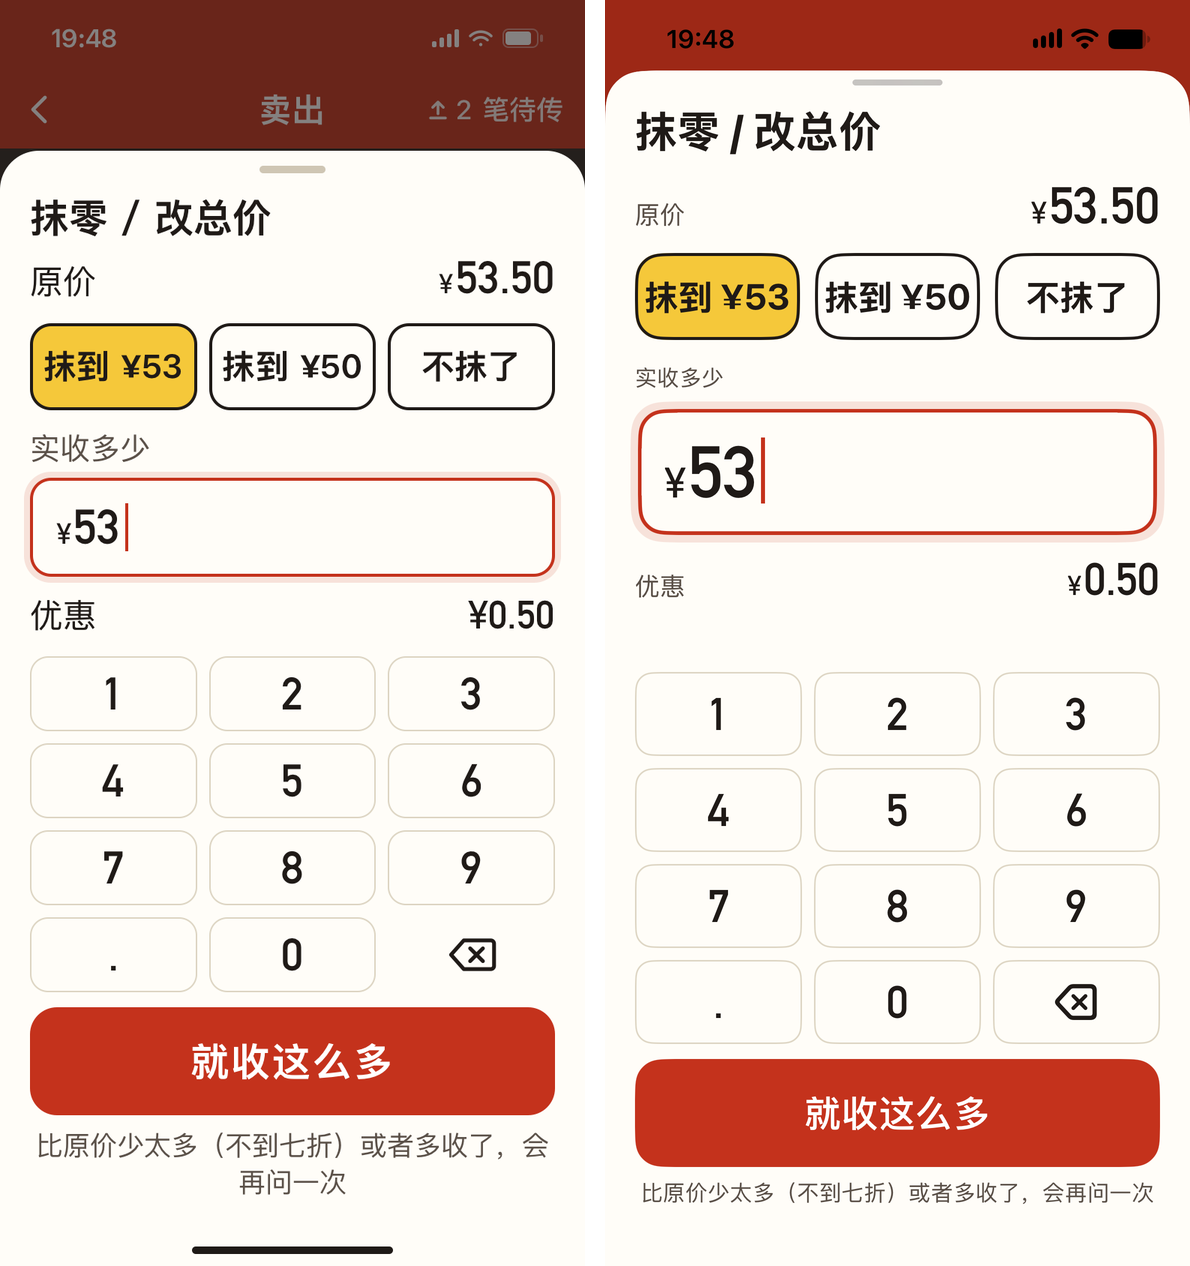 19:48
卖出
2 笔待传
抹零 / 改总价
原价
¥53.50
抹到 ¥53
抹到 ¥50
不抹了
实收多少
¥53
优惠
¥0.50
1
2
3
4
5
6
7
8
9
.
0
就收这么多
比原价少太多（不到七折）或者多收了，会
再问一次
19:48
抹零 / 改总价
原价
¥53.50
抹到 ¥53
抹到 ¥50
不抹了
实收多少
¥53
优惠
¥0.50
1
2
3
4
5
6
7
8
9
.
0
就收这么多
比原价少太多（不到七折）或者多收了，会再问一次